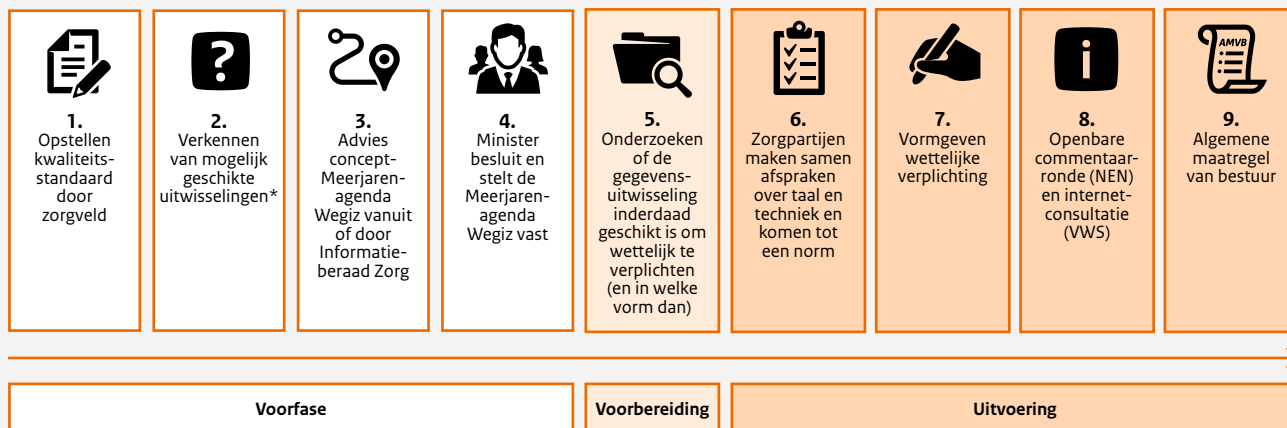 1.
Opstellen
kwaliteits-
standaard
door
zorgveld
2.
Verkennen
van mogelijk
geschikte
uitwisselingen*
3.
Advies
concept-
Meerjaren-
agenda
Wegiz vanuit
of door
Informatie-
beraad Zorg
4.
Minister
besluit en
stelt de
Meerjaren-
agenda
Wegiz vast
5.
Onderzoeken
of de
gegevens-
uitwisseling
inderdaad
geschikt is om
wettelijk te
verplichten
(en in welke
vorm dan)
6.
Zorgpartijen
maken samen
afspraken
over taal en
techniek en
komen tot
een norm
7.
Vormgeven
wettelijke
verplichting
8.
Openbare
commentaar-
ronde (NEN)
en internet-
consultatie
(VWS)
AMVB
9.
Algemene
maatregel
van bestuur
Voorfase
Voorbereiding
Uitvoering